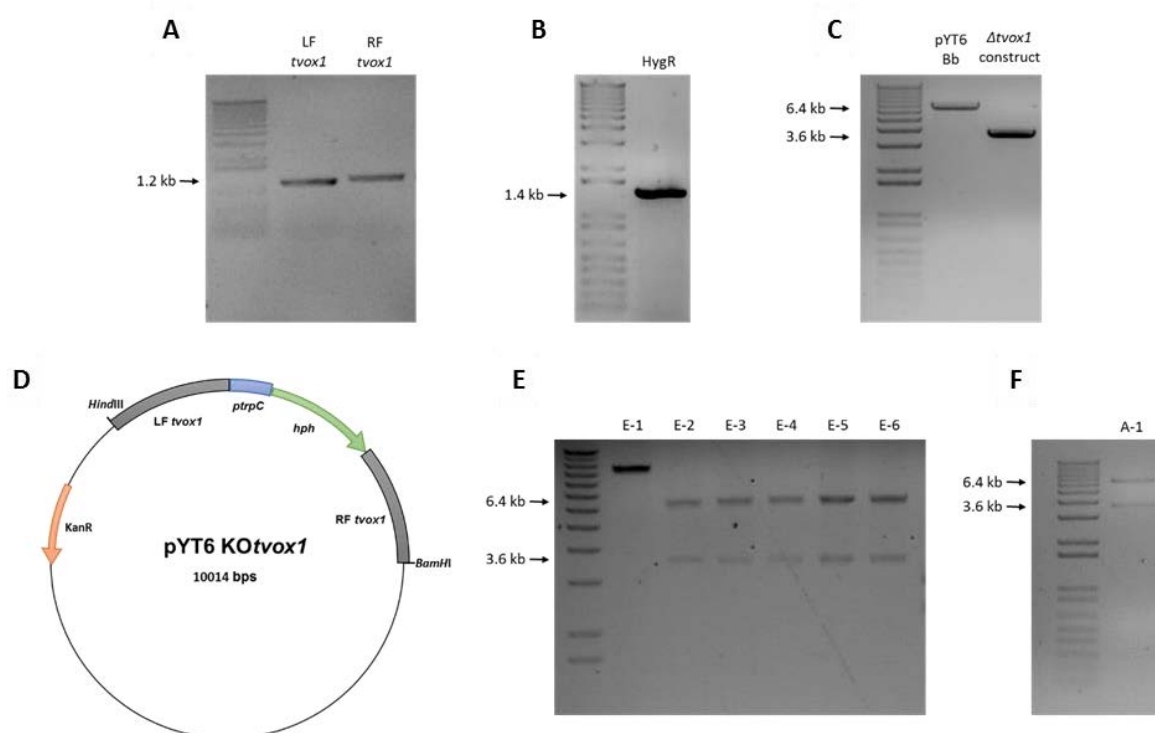 A
LF
tvox1
RF
tvox1
1.2 kb
B
HygR
1.4 kb
C
pYT6
Bb
Δtvox1
construct
6.4 kb
3.6 kb
D
HindIII
LF tvox1
ptrpC
hph
RF tvox1
BamHI
KanR
pYT6 KOtvox1
10014 bps
E
E-1 E-2 E-3 E-4 E-5 E-6
6.4 kb
3.6 kb
F
A-1
6.4 kb
3.6 kb